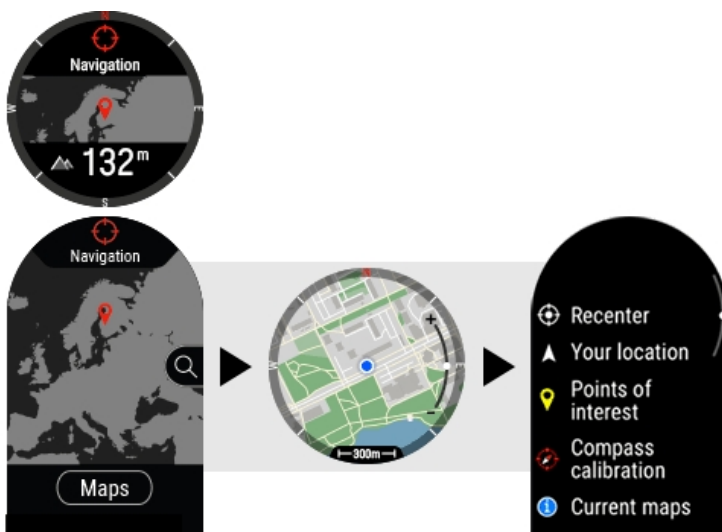 N
Navigation
W
E
132m
S
Navigation
Maps
N
W
E
+
−
300m
Recenter
Your location
Points of
interest
Compass
calibration
i
Current maps